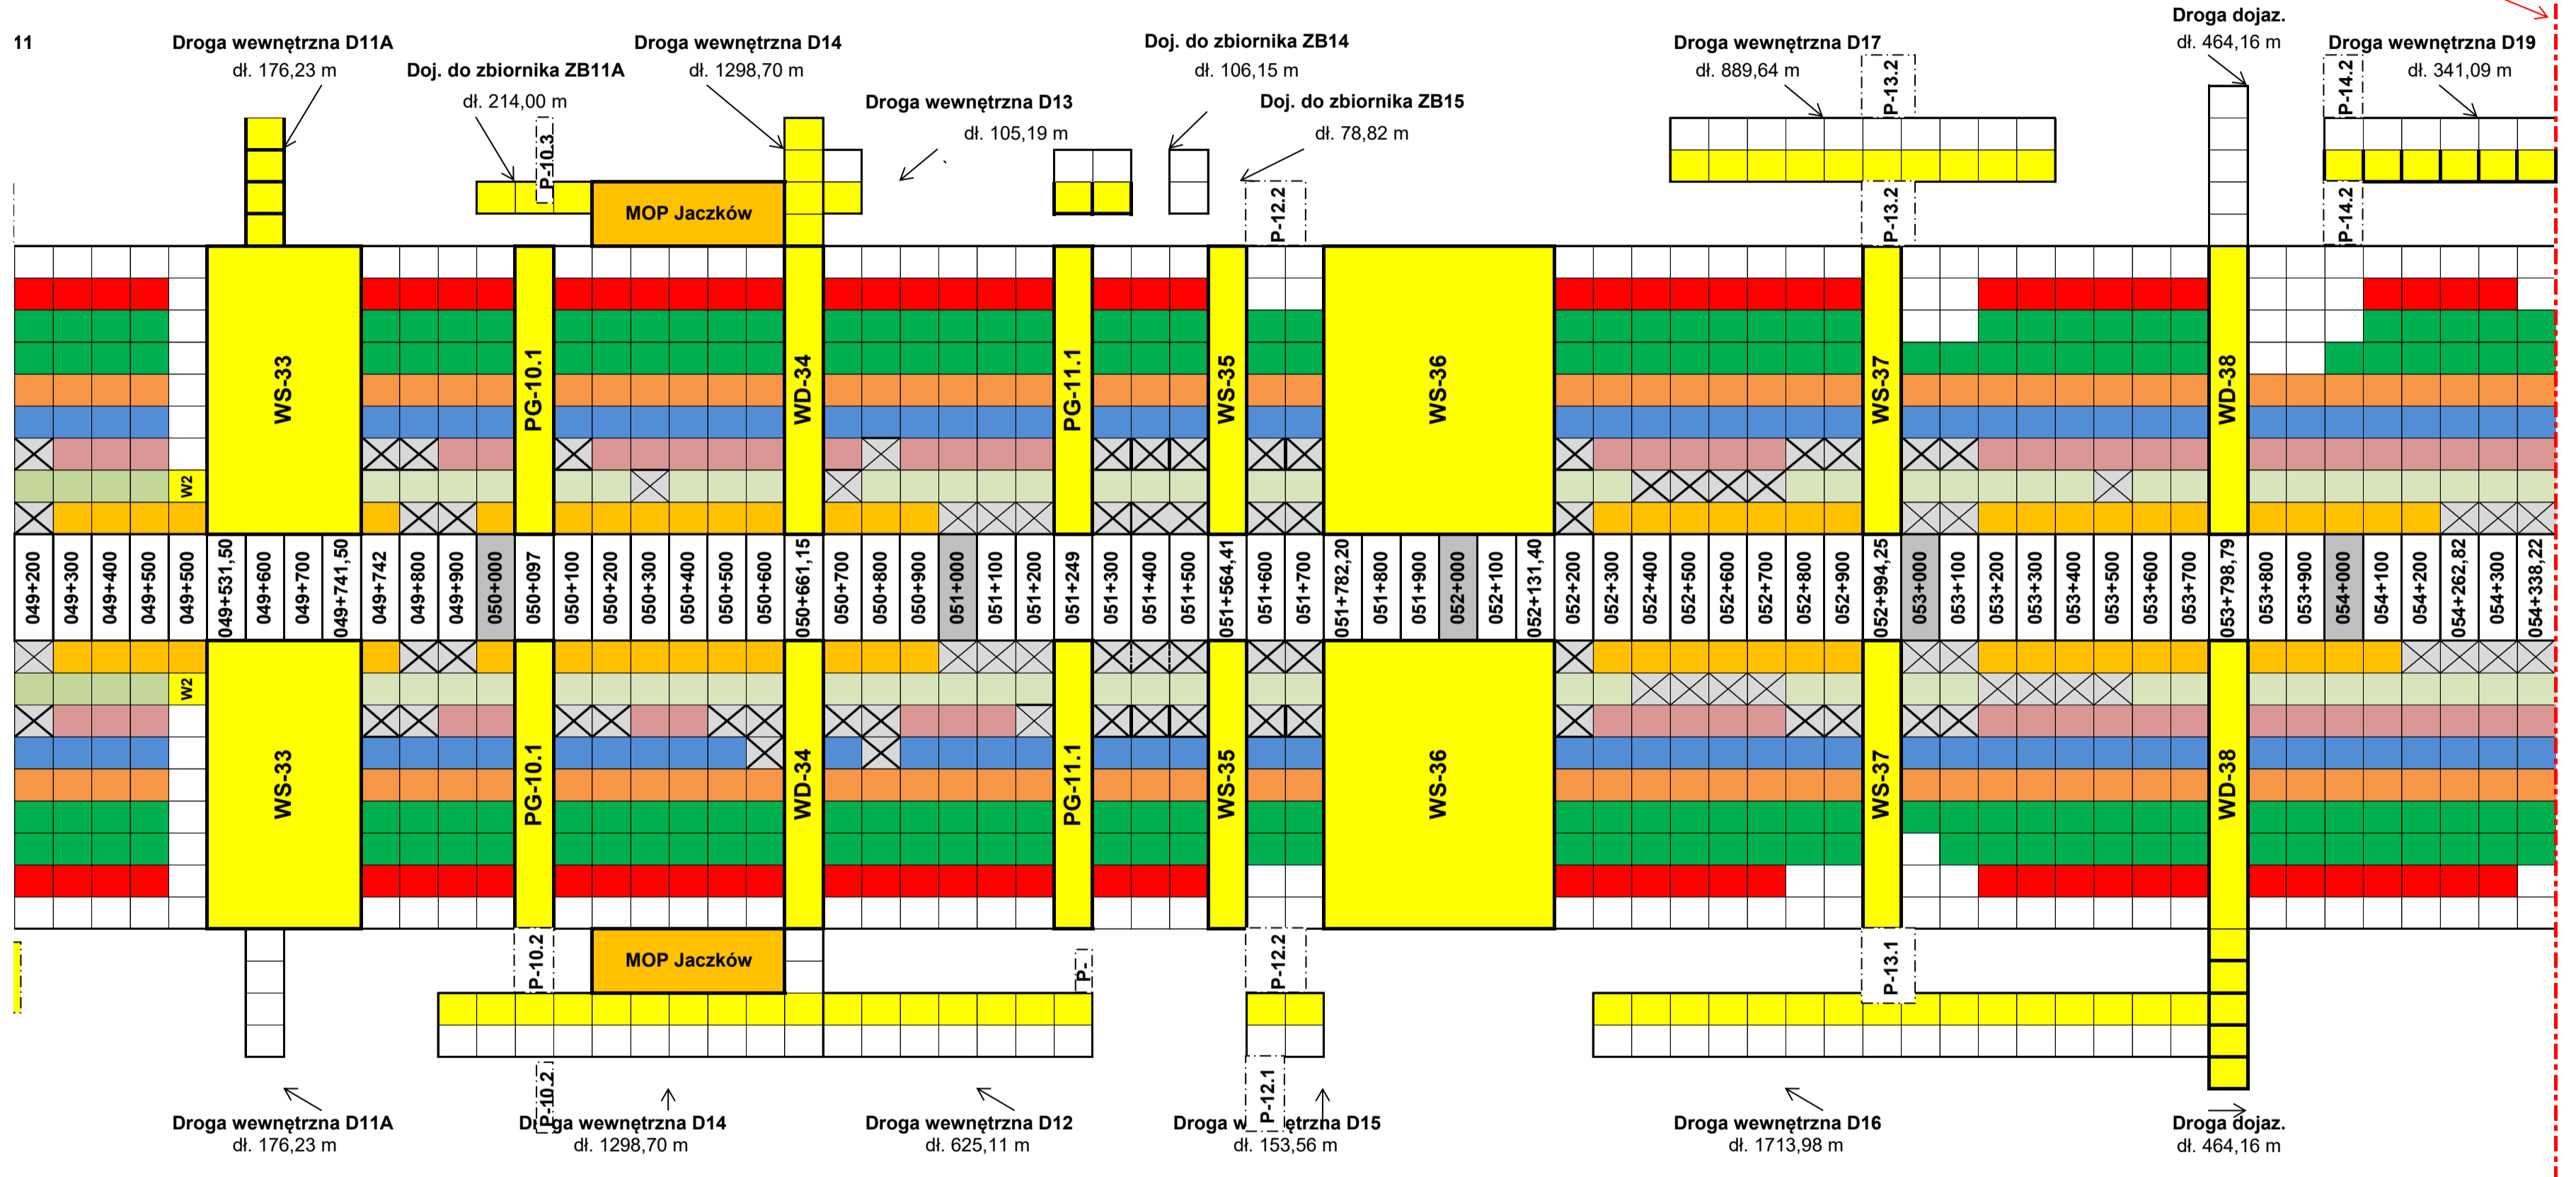 11
Droga wewnętrzna D11A
dł. 176,23 m
Doj. do zbiornika ZB11A
dł. 214,00 m
Droga wewnętrzna D14
dł. 1298,70 m
Droga wewnętrzna D13
dł. 105,19 m
Doj. do zbiornika ZB14
dł. 106,15 m
Doj. do zbiornika ZB15
dł. 78,82 m
Droga wewnętrzna D17
dł. 889,64 m
Droga dojaz.
dł. 464,16 m
Droga wewnętrzna D19
dł. 341,09 m
P-10.3
P-12.2
P-13.2
P-13.2
P-14.2
P-14.2
MOP Jaczków
WS-33
PG-10.1
WD-34
PG-11.1
WS-35
WS-36
WS-37
WD-38
W2
049+200
049+300
049+400
049+500
049+500
049+531,50
049+600
049+700
049+741,50
049+742
049+800
049+900
050+000
050+097
050+100
050+200
050+300
050+400
050+500
050+600
050+661,15
050+700
050+800
050+900
051+000
051+100
051+200
051+249
051+300
051+400
051+500
051+564,41
051+600
051+700
051+782,20
051+800
051+900
052+000
052+100
052+131,40
052+200
052+300
052+400
052+500
052+600
052+700
052+800
052+900
052+994,25
053+000
053+100
053+200
053+300
053+400
053+500
053+600
053+700
053+798,79
053+800
053+900
054+000
054+100
054+200
054+262,82
054+300
054+338,22
W2
WS-33
PG-10.1
WD-34
PG-11.1
WS-35
WS-36
WS-37
WD-38
P-10.2
MOP Jaczków
P-
P-12.2
P-13.1
P-10.2
P-12.1
Droga wewnętrzna D11A
dł. 176,23 m
Droga wewnętrzna D14
dł. 1298,70 m
Droga wewnętrzna D12
dł. 625,11 m
Droga w ętrzna D15
dł. 153,56 m
Droga wewnętrzna D16
dł. 1713,98 m
Droga dojaz.
dł. 464,16 m